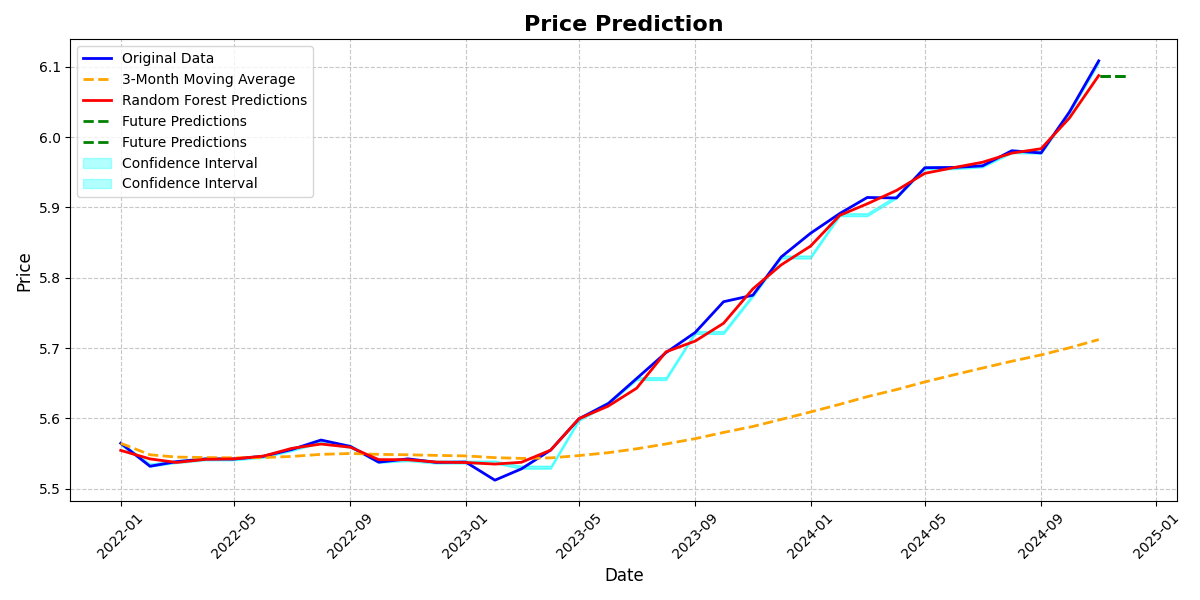 Price Prediction
Original Data
3-Month Moving Average
Random Forest Predictions
Future Predictions
Future Predictions
Confidence Interval
Confidence Interval
6.1
6.0
5.9
5.8
5.7
5.6
5.5
Price
2022-01
2022-05
2022-09
2023-01
2023-05
2023-09
2024-01
2024-05
2024-09
2025-01
Date